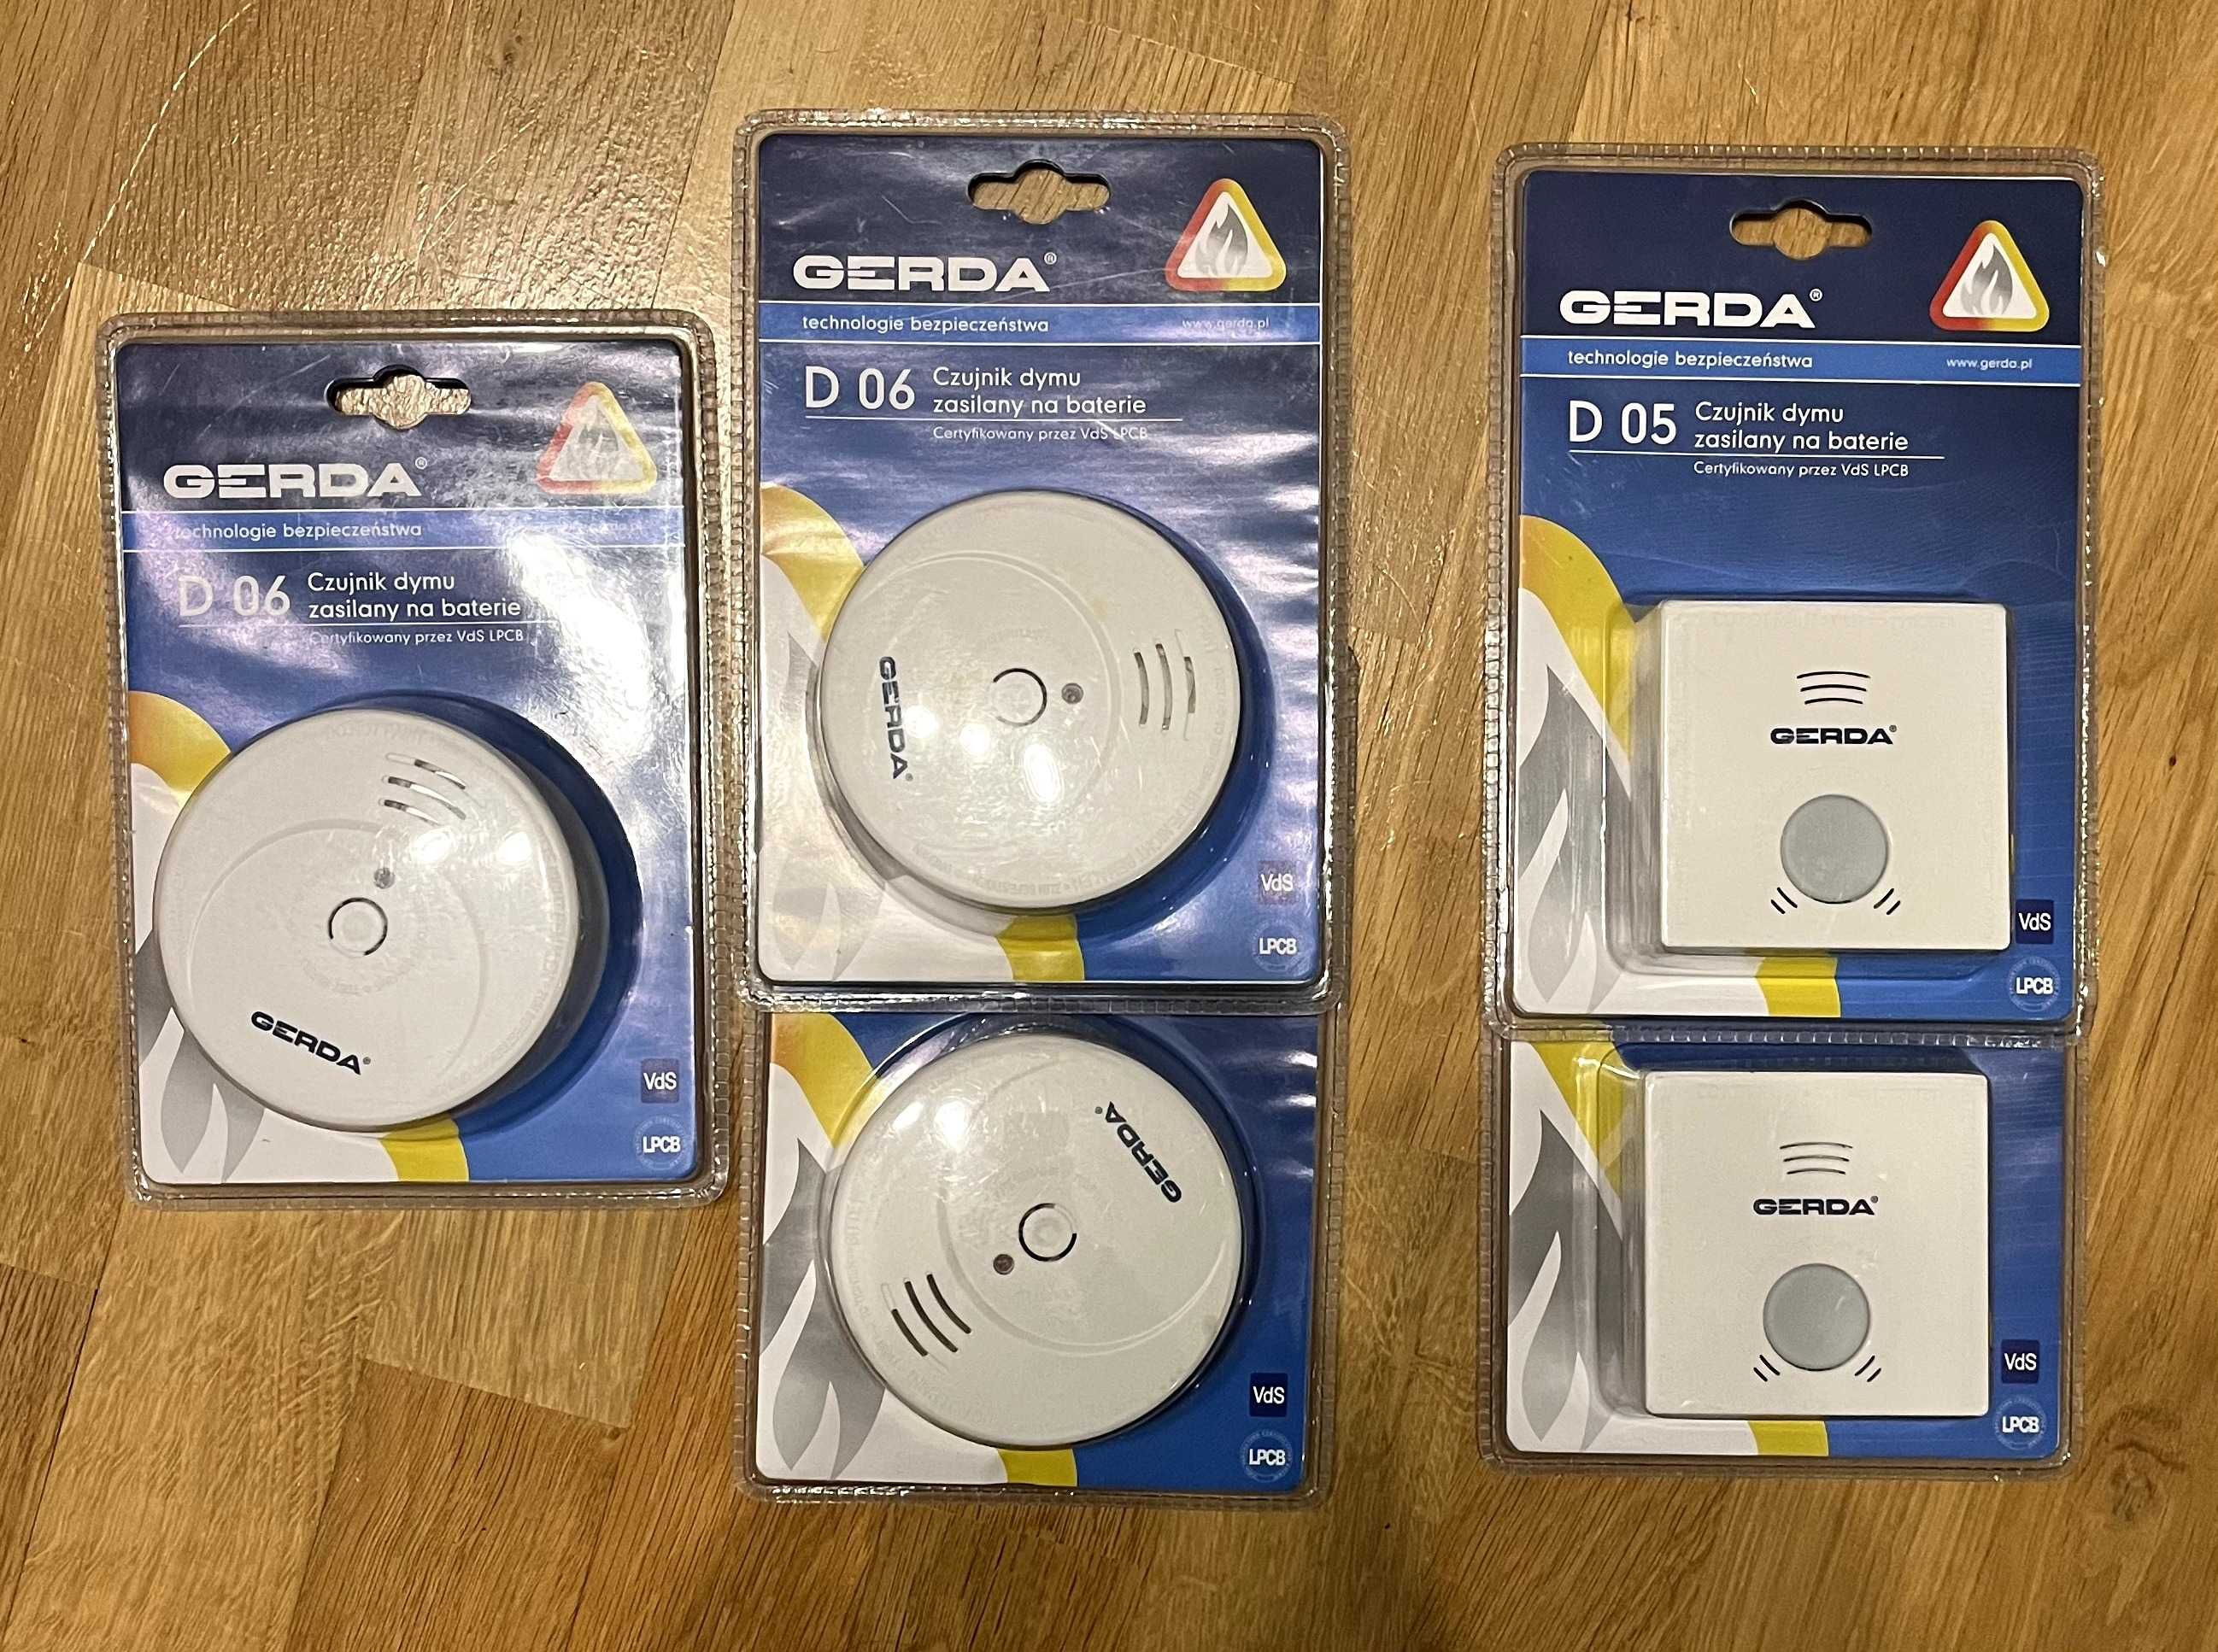 GERDA®
technologie bezpieczeństwa
D 06 Czujnik dymu
zasilany na baterie
Certyfikowany przez VdS LPCB
GERDA®
VdS
LPCB
GERDA®
technologie bezpieczeństwa www.gerda.pl
D 06 Czujnik dymu
zasilany na baterie
Certyfikowany przez VdS LPCB
GERDA®
VdS
LPCB
GERDA®
VdS
LPCB
GERDA®
technologie bezpieczeństwa www.gerda.pl
D 05 Czujnik dymu
zasilany na baterie
Certyfikowany przez VdS LPCB
GERDA®
VdS
LPCB
GERDA®
VdS
LPCB